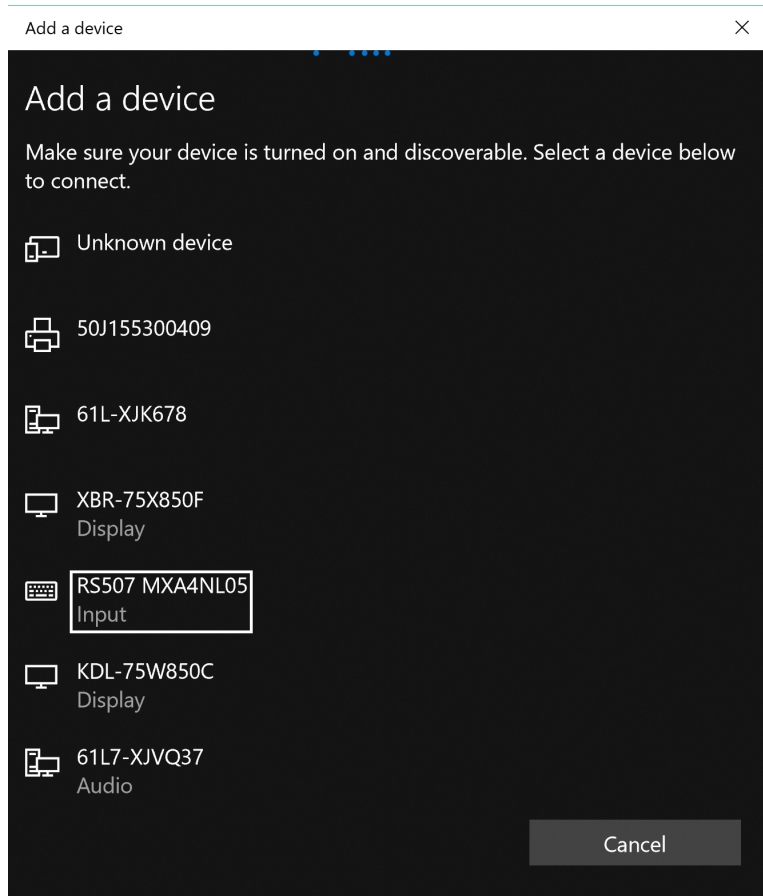 Add a device
Add a device
Make sure your device is turned on and discoverable. Select a device below
to connect.
Unknown device
50J155300409
61L-XJK678
XBR-75X850F
Display
RS507 MXA4NL05
Input
KDL-75W850C
Display
61L7-XJVQ37
Audio
Cancel